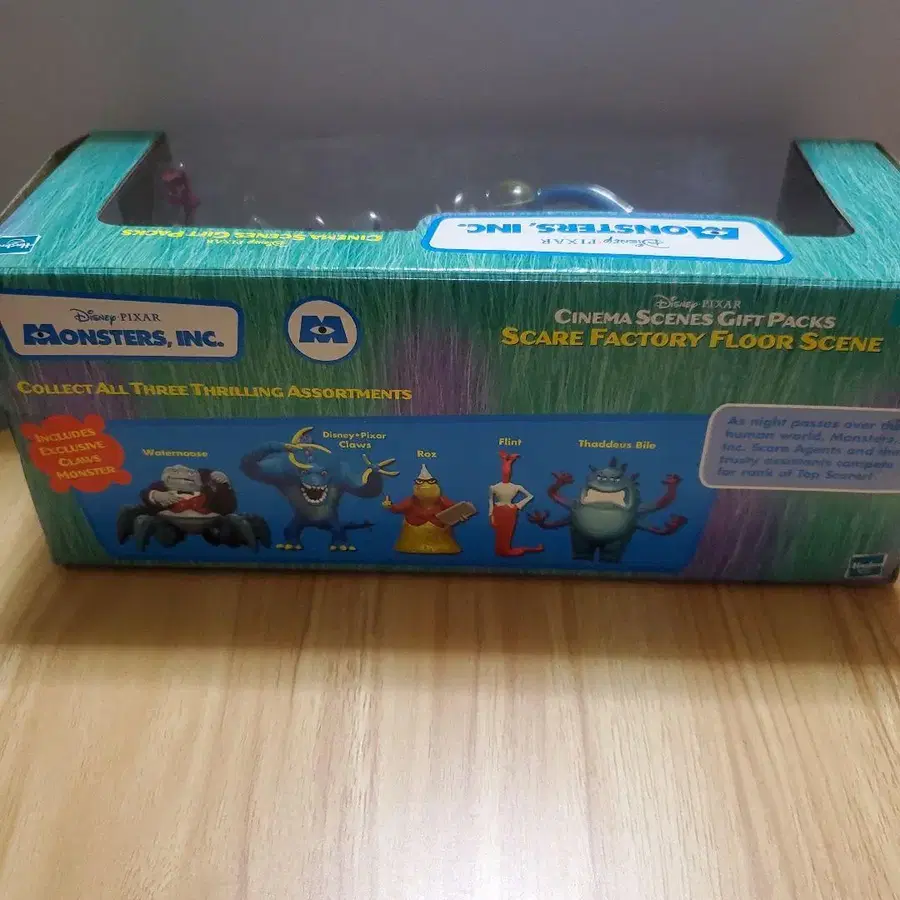 Hasbro
CINEMA SCENES GIFT PACKS
Disney·PIXAR
Disney·PIXAR
MONSTERS, INC.
Disney·PIXAR
MONSTERS, INC.
M
Disney·PIXAR
CINEMA SCENES GIFT PACKS
SCARE FACTORY FLOOR SCENE
COLLECT ALL THREE THRILLING ASSORTMENTS
INCLUDES
EXCLUSIVE
CLAWS
MONSTER
Waternoose
Disney•Pixar
Claws
Roz
Flint
Thaddeus Bile
As night passes over the
human world, Monsters,
Inc. Scare Agents and their
trusty assistants compete
for rank of Top Scarer!
Hasbro